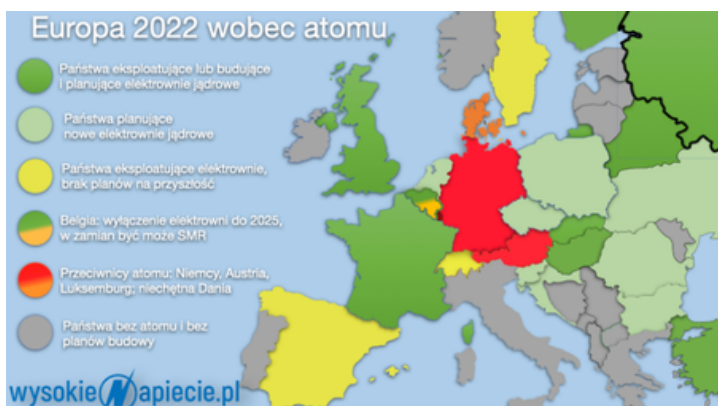 Europa 2022 wobec atomu
Państwa eksploatujące lub budujące
i planujące elektrownie jądrowe
Państwa planujące
nowe elektrownie jądrowe
Państwa eksploatujące elektrownie,
brak planów na przyszłość
Belgia: wyłączenie elektrowni do 2025,
w zamian być może SMR
Przeciwnicy atomu: Niemcy, Austria,
Luksemburg; niechętna Dania
Państwa bez atomu i bez
planów budowy
wysokieNapiecie.pl